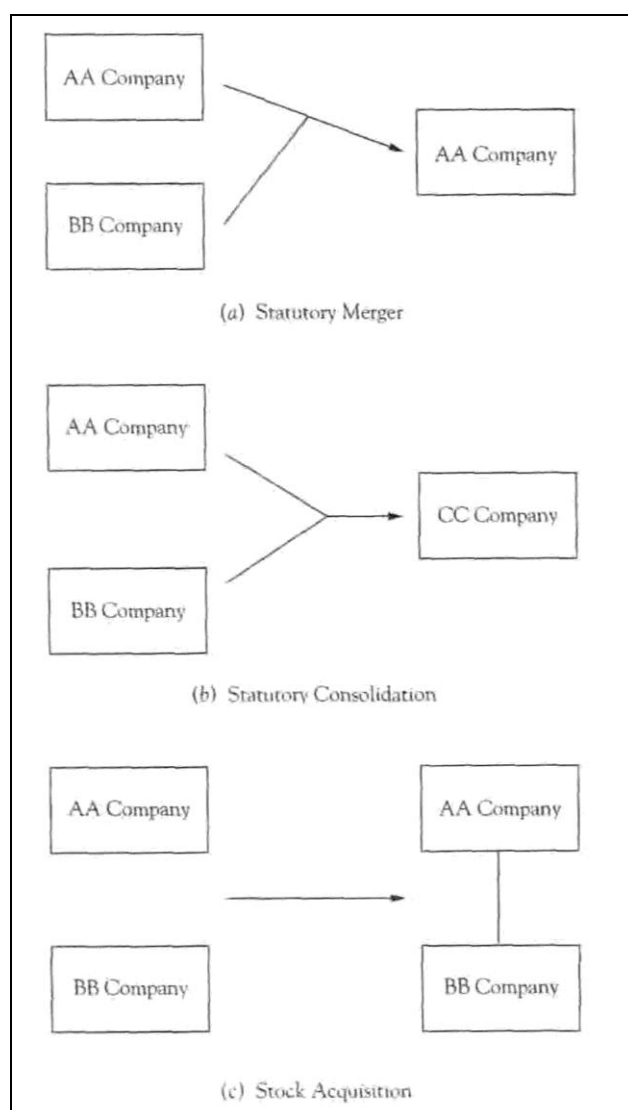 AA Company
AA Company
BB Company
(a) Statutory Merger
AA Company
CC Company
BB Company
(b) Statutory Consolidation
AA Company
AA Company
BB Company
BB Company
(c) Stock Acquisition